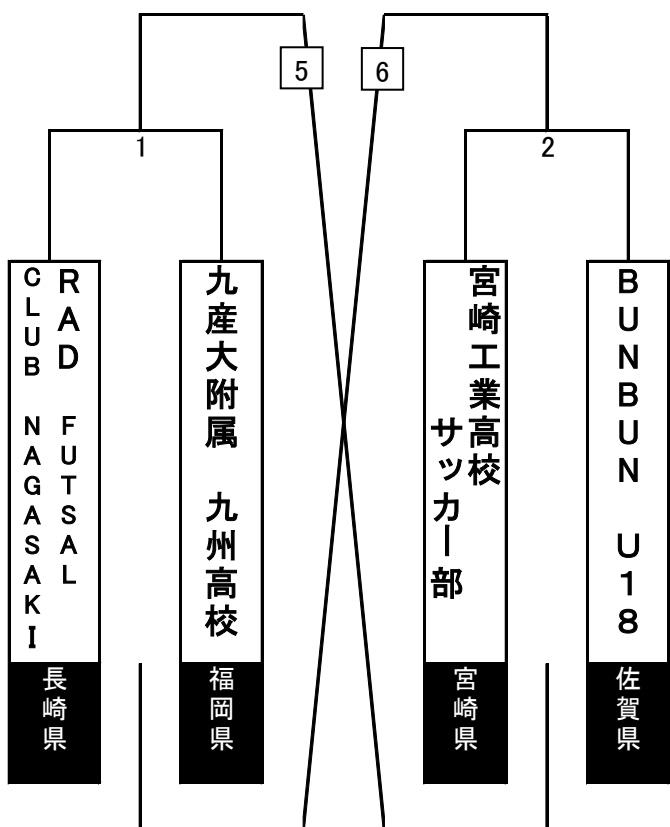 5
6
1
2
RAD FUTSAL
CLUB NAGASAKI
九産大附属 九州高校
宮崎工業高校
サッカー部
BUNBUN U18
長崎県
福岡県
宮崎県
佐賀県